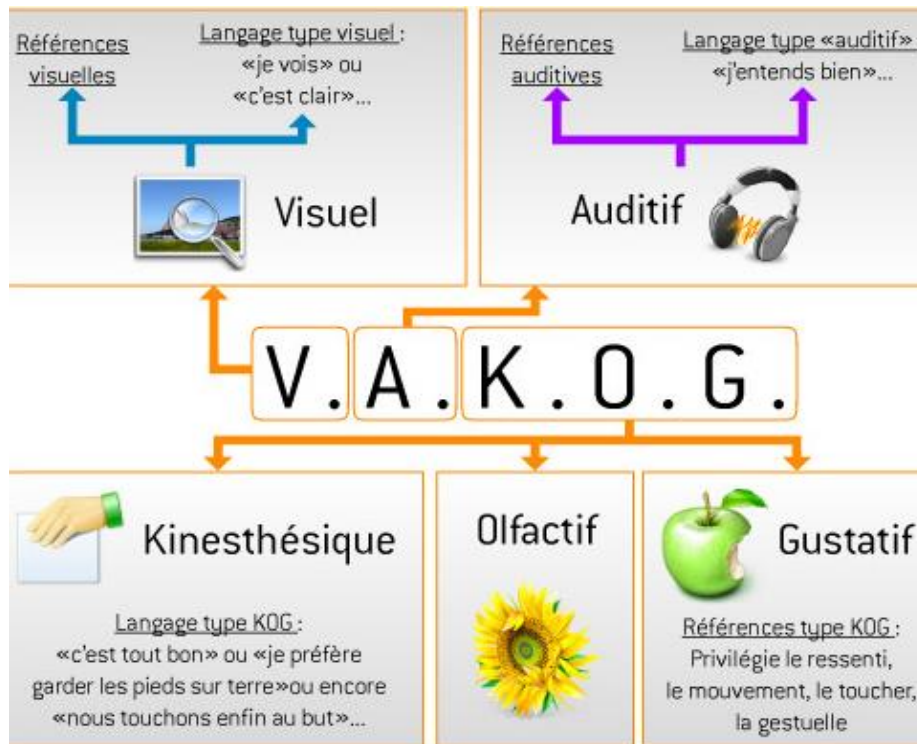 Références
visuelles
Langage type visuel :
«je vois» ou
«c'est clair»...
Visuel
Références
auditives
Langage type «auditif»
«j'entends bien»...
Auditif
V.A.K.O.G.
Kinesthésique
Langage type KOG :
«c'est tout bon» ou «je préfère
garder les pieds sur terre»ou encore
«nous touchons enfin au but»...
Olfactif
Gustatif
Références type KOG :
Privilégie le ressenti,
le mouvement, le toucher,
la gestuelle